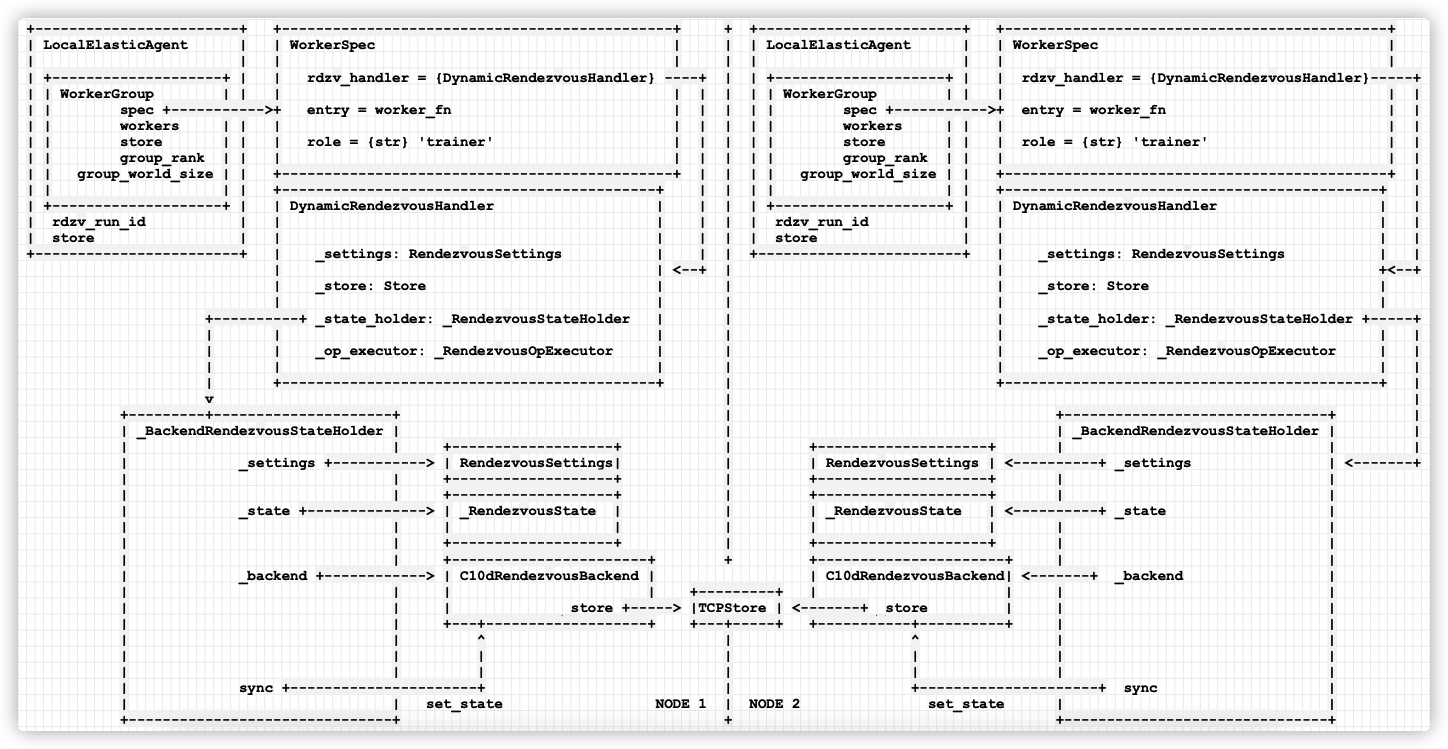 LocalElasticAgent
WorkerGroup
spec
workers
store
group_rank
group_world_size
rdzv_run_id
store
WorkerSpec
rdzv_handler = {DynamicRendezvousHandler}
entry = worker_fn
role = {str} 'trainer'
DynamicRendezvousHandler
_settings: RendezvousSettings
_store: Store
_state_holder: _RendezvousStateHolder
_op_executor: _RendezvousOpExecutor
_BackendRendezvousStateHolder
_settings
_state
_backend
sync
RendezvousSettings
_RendezvousState
C10dRendezvousBackend
_store
set_state
NODE 1
TCPStore
LocalElasticAgent
WorkerGroup
spec
workers
store
group_rank
group_world_size
rdzv_run_id
store
WorkerSpec
rdzv_handler = {DynamicRendezvousHandler}
entry = worker_fn
role = {str} 'trainer'
DynamicRendezvousHandler
_settings: RendezvousSettings
_store: Store
_state_holder: _RendezvousStateHolder
_op_executor: _RendezvousOpExecutor
RendezvousSettings
_RendezvousState
C10dRendezvousBackend
_store
_BackendRendezvousStateHolder
_settings
_state
_backend
sync
NODE 2
set_state